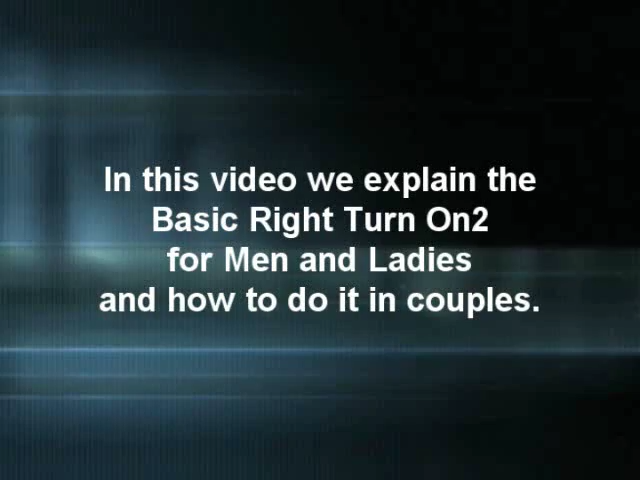 In this video we explain the
Basic Right Turn On2
for Men and Ladies
and how to do it in couples.